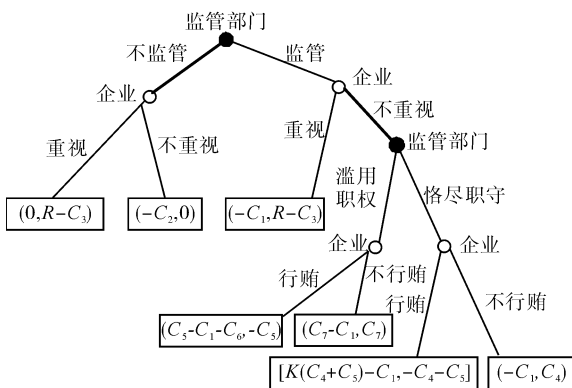 监管部门
不监管
监管
企业
企业
不重视
重视
不重视
重视
监管部门
滥用
职权
恪尽职守
(0,R-C₃)
(-C₂,0)
(-C₁,R-C₃)
企业
企业
行贿
不行贿
行贿
不行贿
(C₅-C₁-C₆,-C₅)
(C₇-C₁,C₇)
[K(C₄+C₅)-C₁,-C₄-C₅]
(-C₁,C₄)